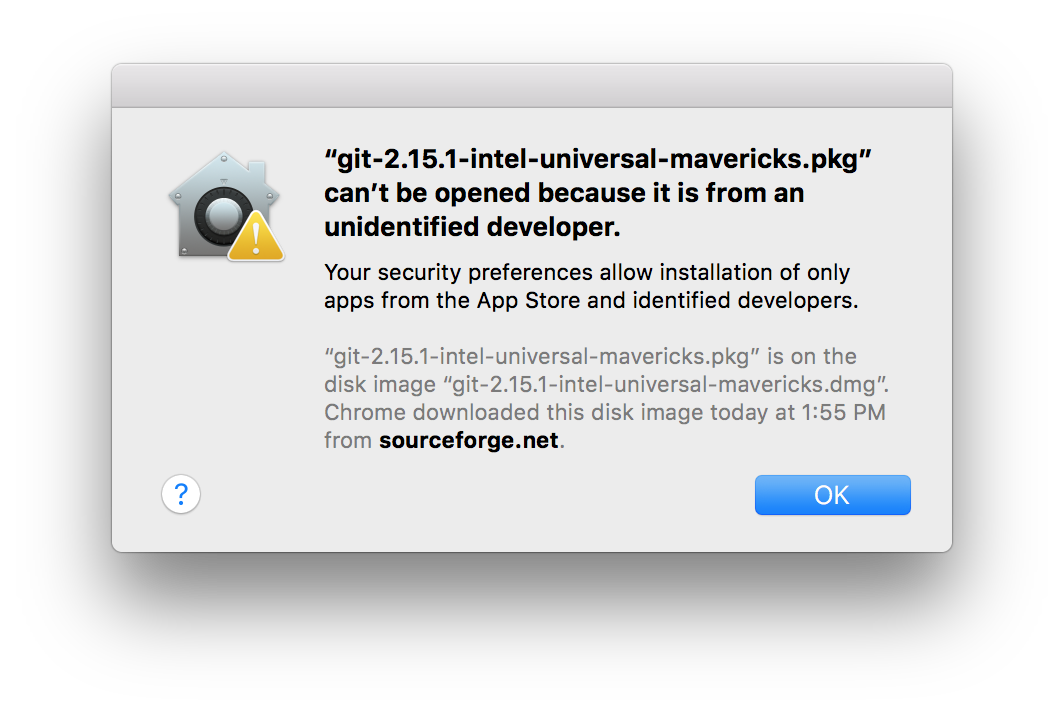 “git-2.15.1-intel-universal-mavericks.pkg”
can’t be opened because it is from an
unidentified developer.
Your security preferences allow installation of only
apps from the App Store and identified developers.
“git-2.15.1-intel-universal-mavericks.pkg” is on the
disk image “git-2.15.1-intel-universal-mavericks.dmg”.
Chrome downloaded this disk image today at 1:55 PM
from sourceforge.net.
?
OK